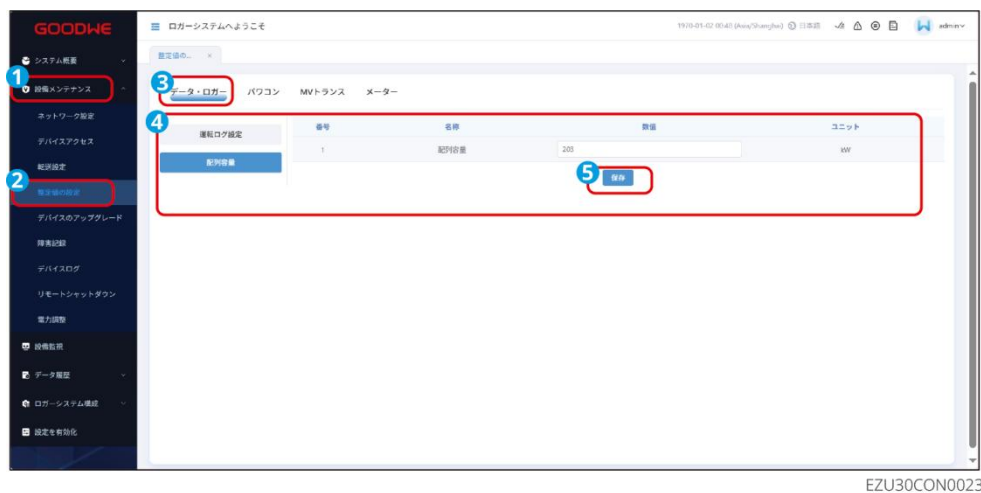 GOODWE
ロガーシステムへようこそ
1970-01-02 00:40 (Asia/Shanghai) 日本語 admin
システム概要
整定値の... ×
1
設備メンテナンス
3
データ・ロガー パワコン MVトランス メーター
ネットワーク設定
4
運転ログ設定
番号 名称 数値 ユニット
デバイスアクセス
1 配列容量 203 kW
配列容量
転送設定
2
整定値の設定
5
保存
デバイスのアップグレード
障害記録
デバイスログ
リモートシャットダウン
電力調整
設備監視
データ履歴
ロガーシステム構成
設定を有効化
EZU30CON0023